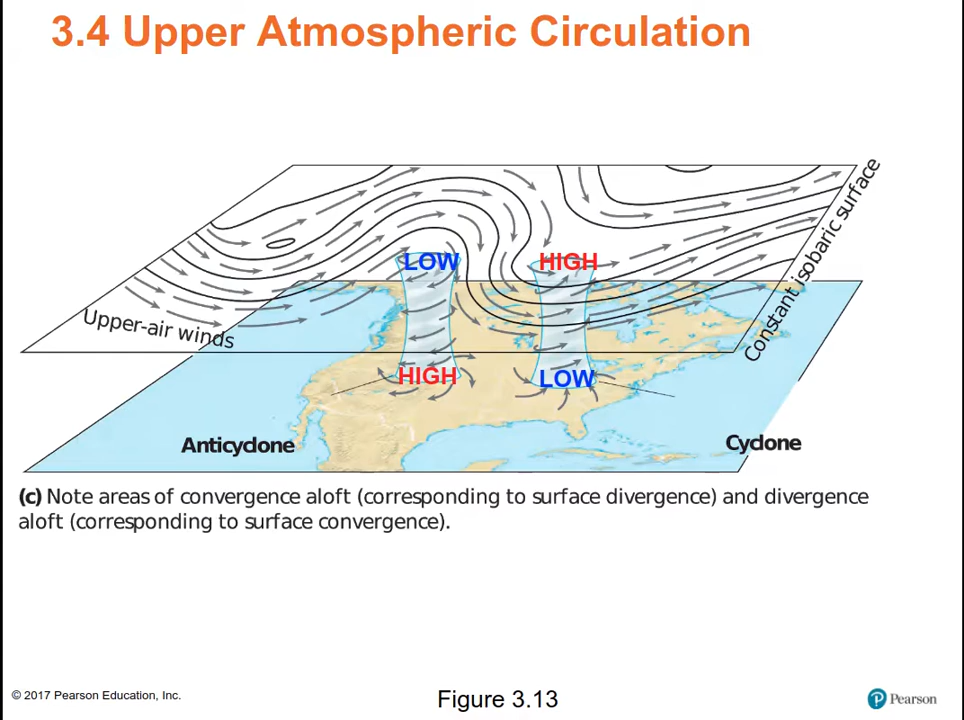 3.4 Upper Atmospheric Circulation
Constant isobaric surface
LOW
HIGH
Upper-air winds
HIGH
LOW
Anticyclone
Cyclone
(c) Note areas of convergence aloft (corresponding to surface divergence) and divergence
aloft (corresponding to surface convergence).
© 2017 Pearson Education, Inc.
Figure 3.13
Pearson